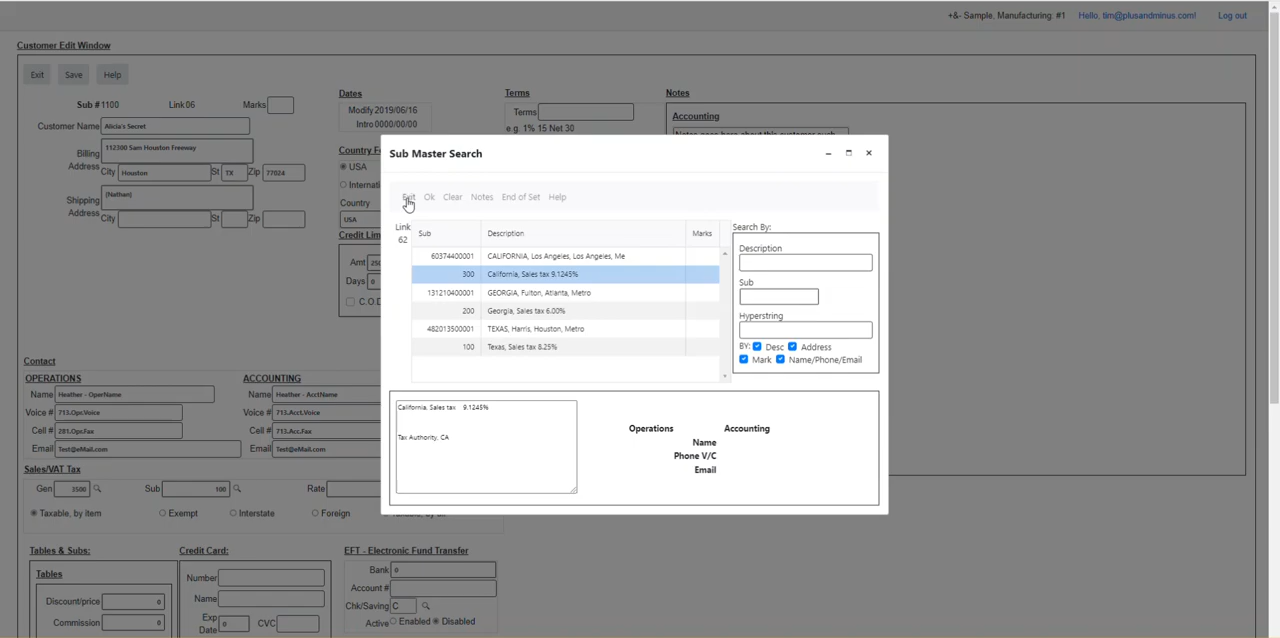 +&- Sample, Manufacturing: #1 Hello, tim@plusandminus.com! Log out
Customer Edit Window
Exit Save Help
Sub # 1100 Link 06 Marks
Customer Name Alicia's Secret
Billing Address 112300 Sam Houston Freeway
City Houston St TX Zip 77024
Shipping Address (Nathan)
City St Zip
Dates
Modify 2019/06/16
Intro 0000/00/00
USA
Country
USA
Amt
Days 0
Terms
Terms
e.g. 1% 15 Net 30
Notes
Accounting
Sub Master Search
Exit Ok Clear Notes End of Set Help
Link
62
Sub Description Marks
60374400001 CALIFORNIA, Los Angeles, Los Angeles, Me
300 California, Sales tax 9.1245%
131210400001 GEORGIA, Fulton, Atlanta, Metro
200 Georgia, Sales tax 6.00%
482013500001 TEXAS, Harris, Houston, Metro
100 Texas, Sales tax 8.25%
Search By:
Description
Sub
Hyperstring
BY: Desc Address
Mark Name/Phone/Email
California, Sales tax 9.1245%
Tax Authority, CA
Operations Accounting
Name
Phone V/C
Email
Contact
OPERATIONS
Name Heather - OperName
Voice # 713.Opr.Voice
Cell # 281.Opr.Fax
Email Test@eMail.com
ACCOUNTING
Name Heather - AcctName
Voice # 713.Acct.Voice
Cell # 713.Acc.Fax
Email Test@eMail.com
Sales/VAT Tax
Gen 3500 Sub 100 Rate
Taxable, by Item Exempt Interstate Foreign
Tables & Subs:
Tables
Discount/price 0
Commission 0
Credit Card:
Number
Name
Exp Date 0 CVC
EFT - Electronic Fund Transfer
Bank 0
Account #
Chk/Saving C
Active Enabled Disabled